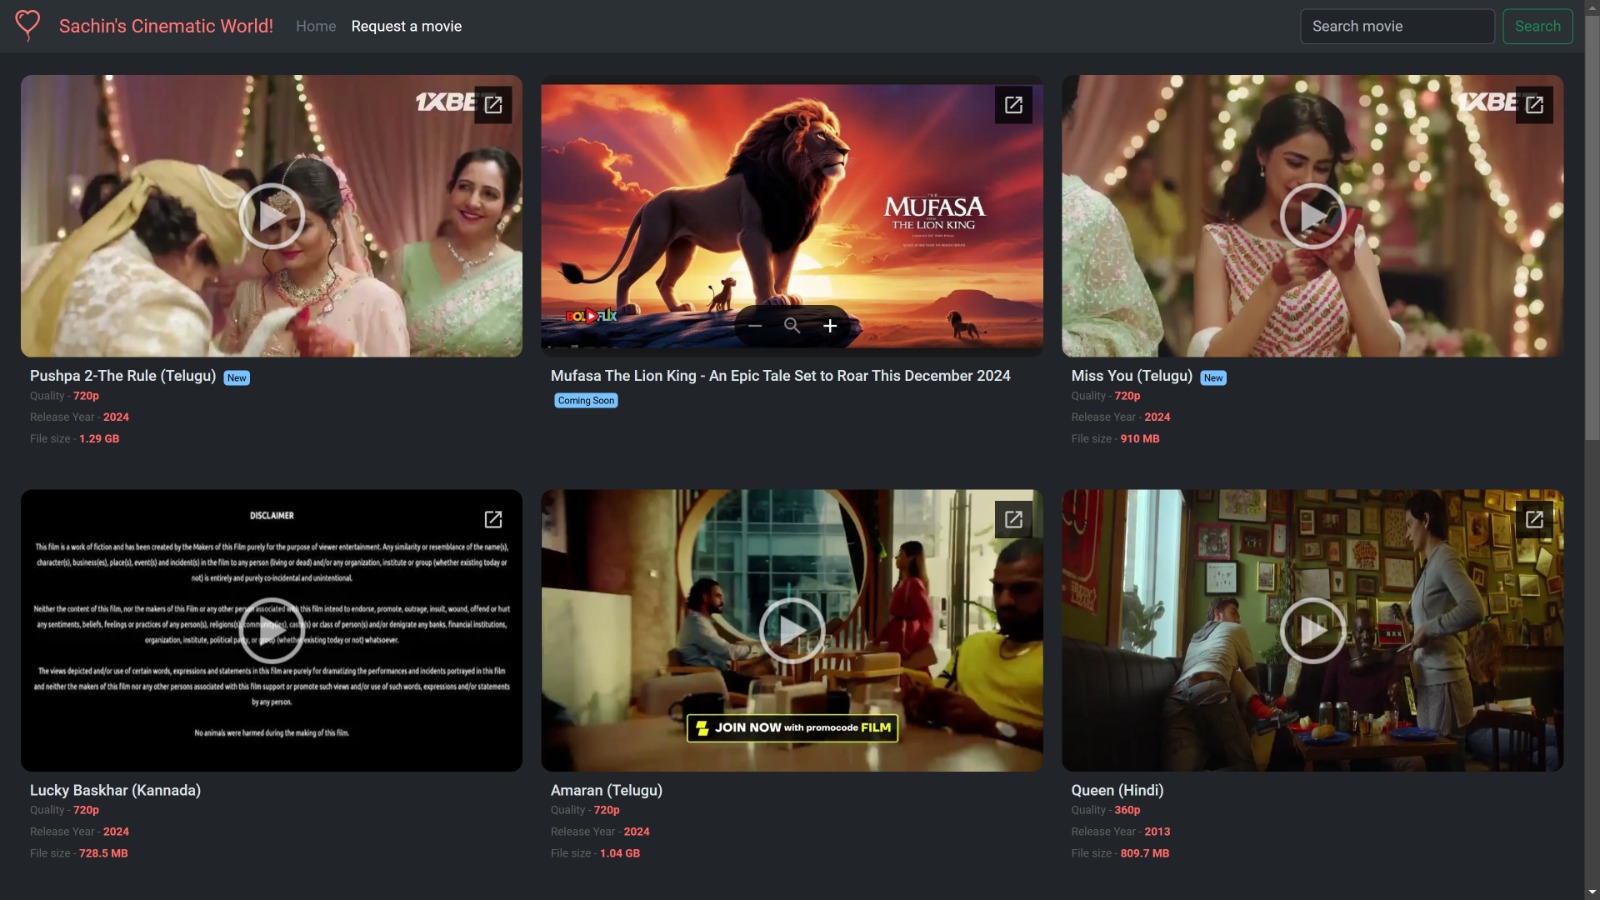 Sachin's Cinematic World!
Home
Request a movie
Search movie
Search
1XBE
THE
MUFASA
THE LION KING
BOLFLIX
1XBE
Pushpa 2-The Rule (Telugu) New
Quality - 720p
Release Year - 2024
File size - 1.29 GB
Mufasa The Lion King - An Epic Tale Set to Roar This December 2024
Coming Soon
Miss You (Telugu) New
Quality - 720p
Release Year - 2024
File size - 910 MB
DISCLAIMER
This film is a work of fiction and has been created by the Makers of this Film purely for the purpose of viewer entertainment. Any similarity or resemblance of the name(s),
character(s), business(es), place(s), event(s) and incident(s) in the film to any person (living or dead) and/or any organization, institute or group (whether existing today or
not) is entirely and purely co-incidental and unintentional.
Neither the content of this film, nor the makers of this Film or any other person associated with this film intend to endorse, promote, outrage, insult, wound, offend or hurt
any sentiments, beliefs, feelings or practices of any person(s), religion(s), community(ies), caste(s) or class of person(s) and/or denigrate any banks, financial institutions,
organization, institute, political party, or group (whether existing today or not) whatsoever.
The views depicted and/or use of certain words, expressions and statements in this film are purely for dramatizing the performances and incidents portrayed in this film
and neither the makers of this film nor any other persons associated with this film support or promote such views and/or use of such words, expressions and/or statements
by any person.
No animals were harmed during the making of this film.
JOIN NOW with promocode FILM
Lucky Baskhar (Kannada)
Quality - 720p
Release Year - 2024
File size - 728.5 MB
Amaran (Telugu)
Quality - 720p
Release Year - 2024
File size - 1.04 GB
Queen (Hindi)
Quality - 360p
Release Year - 2013
File size - 809.7 MB